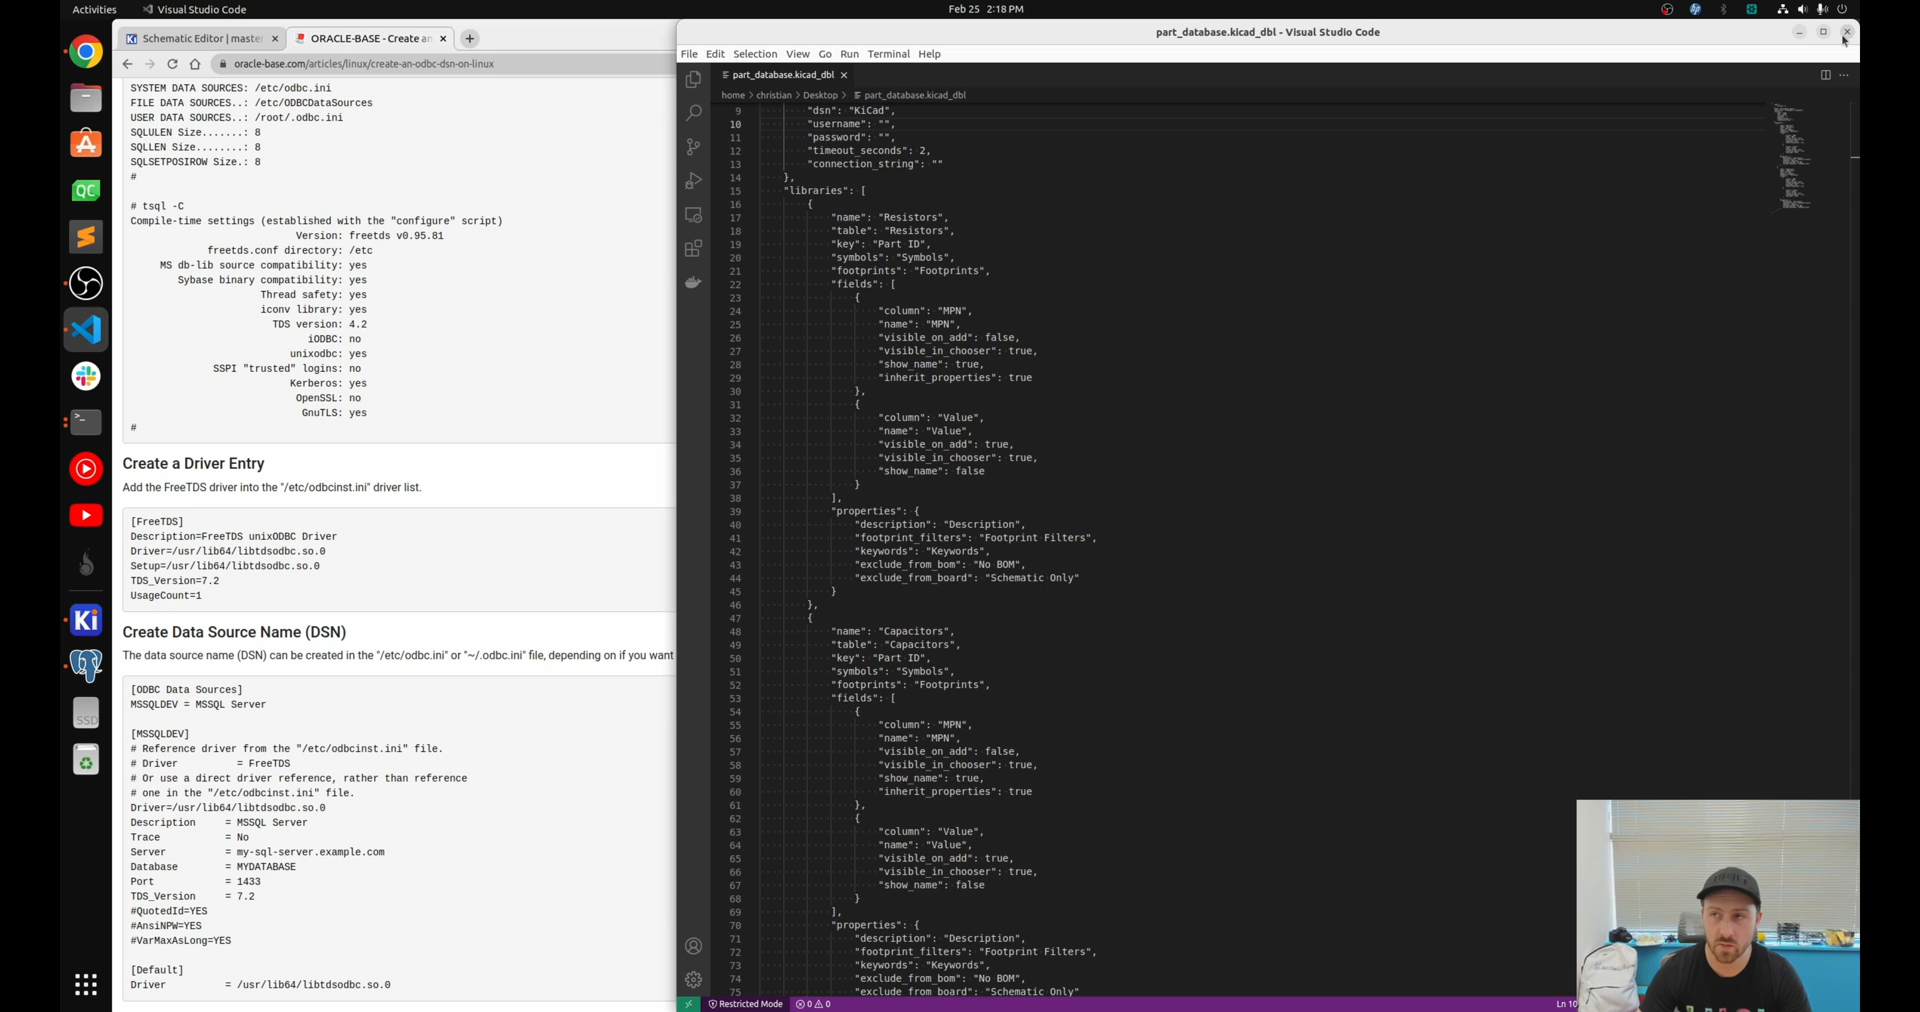 Activities
Visual Studio Code
Feb 25 2:18 PM
Schematic Editor | master
ORACLE-BASE - Create an
oracle-base.com/articles/linux/create-an-odbc-dsn-on-linux
SYSTEM DATA SOURCES: /etc/odbc.ini
FILE DATA SOURCES..: /etc/ODBCDataSources
USER DATA SOURCES..: /root/.odbc.ini
SQLULEN Size.......: 8
SQLLEN Size........: 8
SQLSETPOSIROW Size.: 8
#
# tsql -C
Compile-time settings (established with the "configure" script)
Version: freetds v0.95.81
freetds.conf directory: /etc
MS db-lib source compatibility: yes
Sybase binary compatibility: yes
Thread safety: yes
iconv library: yes
TDS version: 4.2
iODBC: no
unixodbc: yes
SSPI "trusted" logins: no
Kerberos: yes
OpenSSL: no
GnuTLS: yes
#
Create a Driver Entry
Add the FreeTDS driver into the "/etc/odbcinst.ini" driver list.
[FreeTDS]
Description=FreeTDS unixODBC Driver
Driver=/usr/lib64/libtdsodbc.so.0
Setup=/usr/lib64/libtdsodbc.so.0
TDS_Version=7.2
UsageCount=1
Create Data Source Name (DSN)
The data source name (DSN) can be created in the "/etc/odbc.ini" or "~/.odbc.ini" file, depending on if you want
[ODBC Data Sources]
MSSQLDEV = MSSQL Server
[MSSQLDEV]
# Reference driver from the "/etc/odbcinst.ini" file.
# Driver = FreeTDS
# Or use a direct driver reference, rather than reference
# one in the "/etc/odbcinst.ini" file.
Driver=/usr/lib64/libtdsodbc.so.0
Description = MSSQL Server
Trace = No
Server = my-sql-server.example.com
Database = MYDATABASE
Port = 1433
TDS_Version = 7.2
#QuotedId=YES
#AnsiNPW=YES
#VarMaxAsLong=YES
[Default]
Driver = /usr/lib64/libtdsodbc.so.0
part_database.kicad_dbl - Visual Studio Code
File Edit Selection View Go Run Terminal Help
part_database.kicad_dbl
home > christian > Desktop > part_database.kicad_dbl
9 "dsn": "KiCad",
10 "username": "",
11 "password": "",
12 "timeout_seconds": 2,
13 "connection_string": ""
14 },
15 "libraries": [
16 {
17 "name": "Resistors",
18 "table": "Resistors",
19 "key": "Part ID",
20 "symbols": "Symbols",
21 "footprints": "Footprints",
22 "fields": [
23 {
24 "column": "MPN",
25 "name": "MPN",
26 "visible_on_add": false,
27 "visible_in_chooser": true,
28 "show_name": true,
29 "inherit_properties": true
30 },
31 {
32 "column": "Value",
33 "name": "Value",
34 "visible_on_add": true,
35 "visible_in_chooser": true,
36 "show_name": false
37 }
38 ],
39 "properties": {
40 "description": "Description",
41 "footprint_filters": "Footprint Filters",
42 "keywords": "Keywords",
43 "exclude_from_bom": "No BOM",
44 "exclude_from_board": "Schematic Only"
45 }
46 },
47 {
48 "name": "Capacitors",
49 "table": "Capacitors",
50 "key": "Part ID",
51 "symbols": "Symbols",
52 "footprints": "Footprints",
53 "fields": [
54 {
55 "column": "MPN",
56 "name": "MPN",
57 "visible_on_add": false,
58 "visible_in_chooser": true,
59 "show_name": true,
60 "inherit_properties": true
61 },
62 {
63 "column": "Value",
64 "name": "Value",
65 "visible_on_add": true,
66 "visible_in_chooser": true,
67 "show_name": false
68 }
69 ],
70 "properties": {
71 "description": "Description",
72 "footprint_filters": "Footprint Filters",
73 "keywords": "Keywords",
74 "exclude_from_bom": "No BOM",
75 "exclude_from_board": "Schematic Only"
Restricted Mode 0 0 Ln 10
QC
Ki
SSD